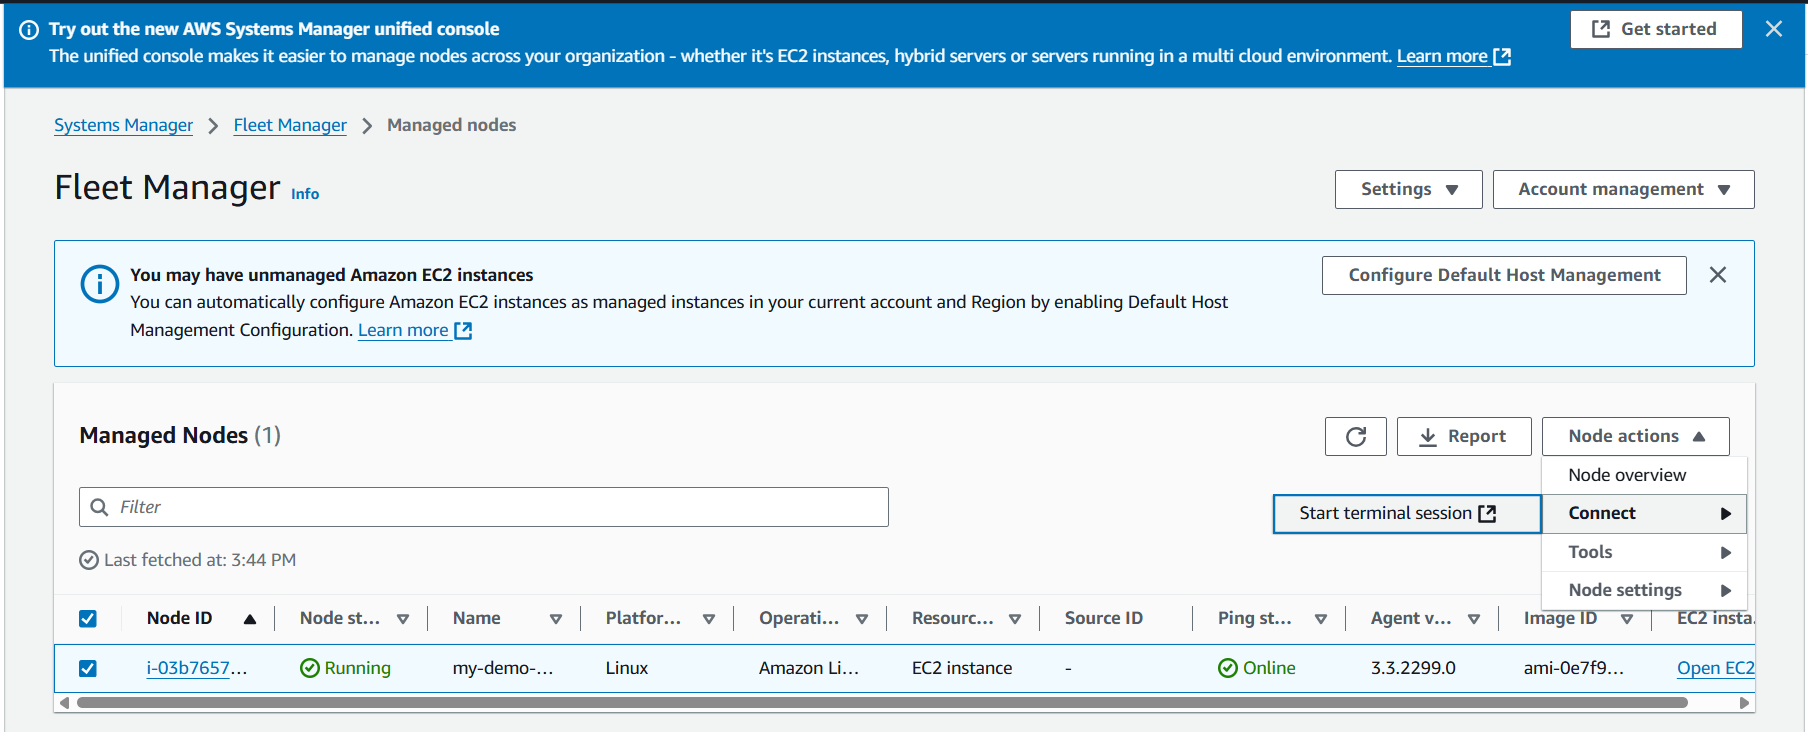 Try out the new AWS Systems Manager unified console
The unified console makes it easier to manage nodes across your organization - whether it's EC2 instances, hybrid servers or servers running in a multi cloud environment. Learn more
Get started
Systems Manager > Fleet Manager > Managed nodes
Fleet Manager Info
Settings
Account management
You may have unmanaged Amazon EC2 instances
You can automatically configure Amazon EC2 instances as managed instances in your current account and Region by enabling Default Host
Management Configuration. Learn more
Configure Default Host Management
Managed Nodes (1)
Report
Node actions
Node overview
Filter
Start terminal session
Connect
Tools
Last fetched at: 3:44 PM
Node settings
Node ID Node st... Name Platfor... Operati... Resourc... Source ID Ping st... Agent v... Image ID EC2 insta.
i-03b7657... Running my-demo-... Linux Amazon Li... EC2 instance - Online 3.3.2299.0 ami-0e7f9... Open EC2